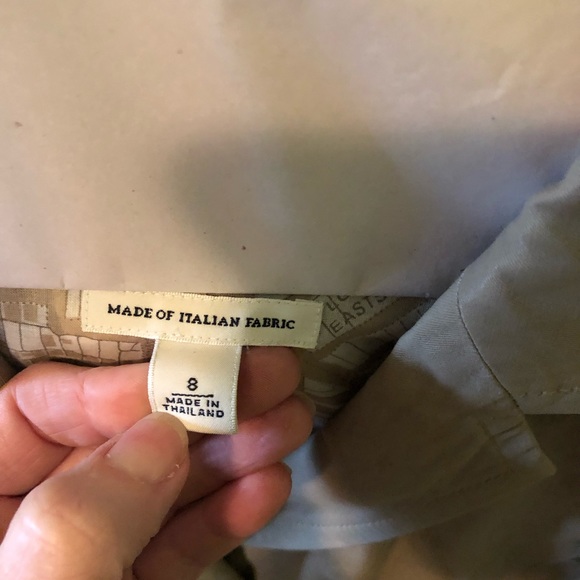 MADE OF ITALIAN FABRIC
8
MADE IN
THAILAND